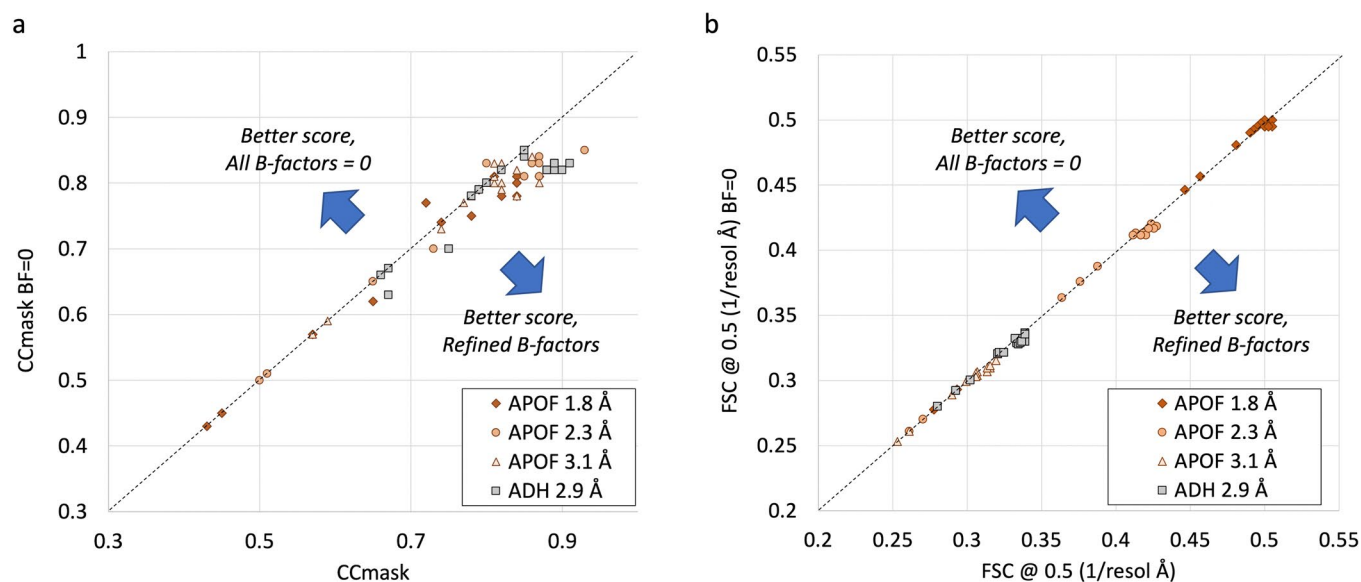 a
1
0.9
0.8
0.7
0.6
0.5
0.4
0.3
0.3
0.5
0.7
0.9
CCmask BF=0
CCmask
Better score,
All B-factors = 0
Better score,
Refined B-factors
APOF 1.8 Å
APOF 2.3 Å
APOF 3.1 Å
ADH 2.9 Å
b
0.55
0.5
0.45
0.4
0.35
0.3
0.25
0.2
0.2
0.25
0.3
0.35
0.4
0.45
0.5
0.55
FSC @ 0.5 (1/resol Å) BF=0
FSC @ 0.5 (1/resol Å)
Better score,
All B-factors = 0
Better score,
Refined B-factors
APOF 1.8 Å
APOF 2.3 Å
APOF 3.1 Å
ADH 2.9 Å